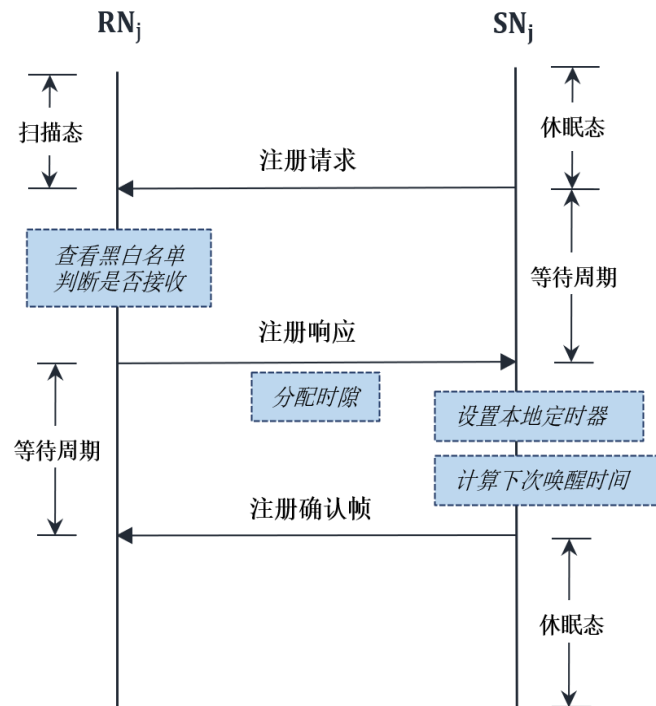 RNj
SNj
扫描态
休眠态
注册请求
查看黑白名单
判断是否接收
等待周期
注册响应
分配时隙
设置本地定时器
等待周期
计算下次唤醒时间
注册确认帧
休眠态